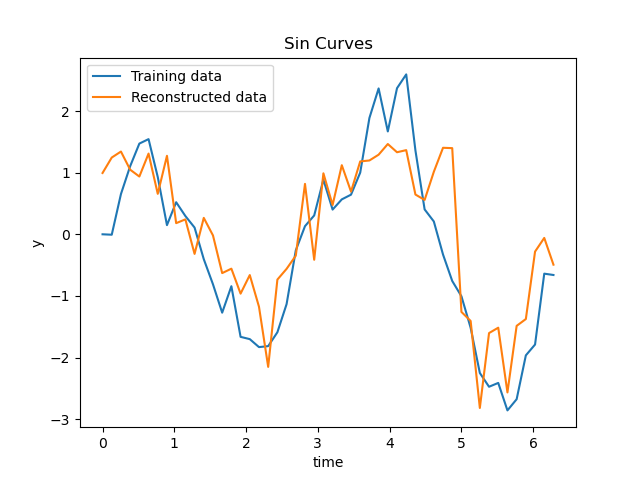 Sin Curves
Training data
Reconstructed data
y
2
1
0
−1
−2
−3
0 1 2 3 4 5 6
time